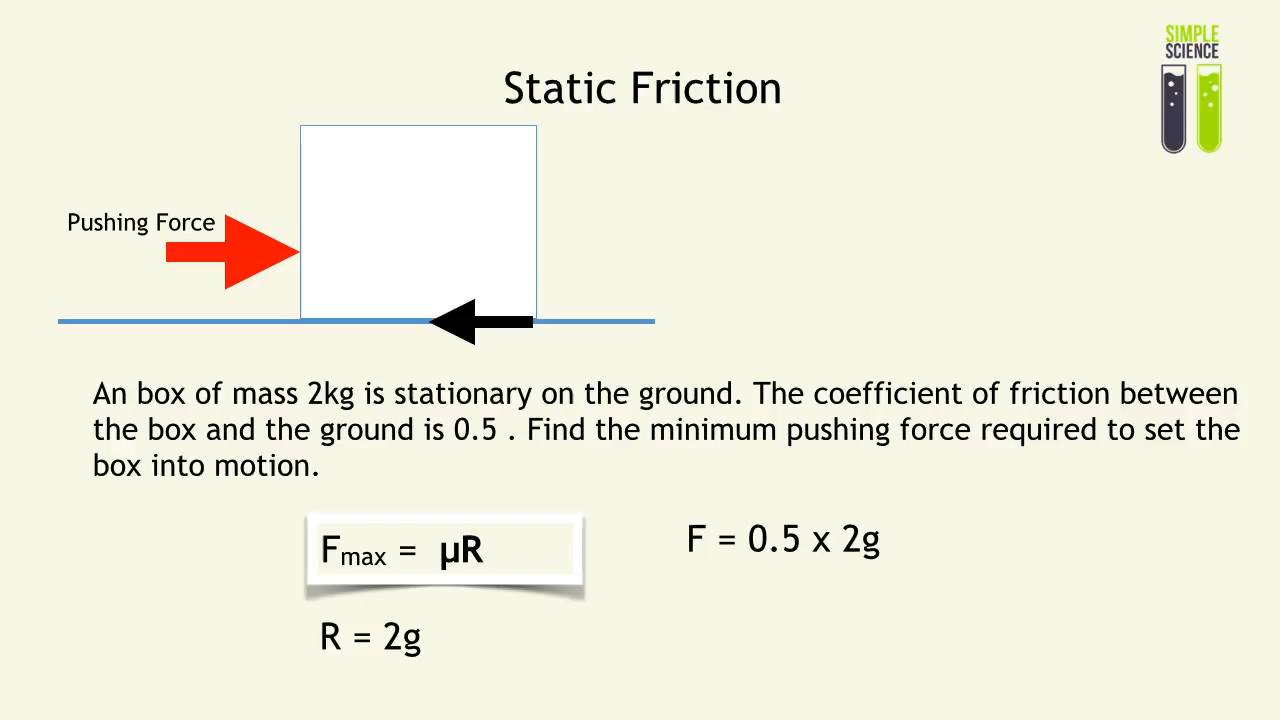 SIMPLE
SCIENCE
Static Friction
Pushing Force
An box of mass 2kg is stationary on the ground. The coefficient of friction between
the box and the ground is 0.5 . Find the minimum pushing force required to set the
box into motion.
Fmax = µR
F = 0.5 x 2g
R = 2g